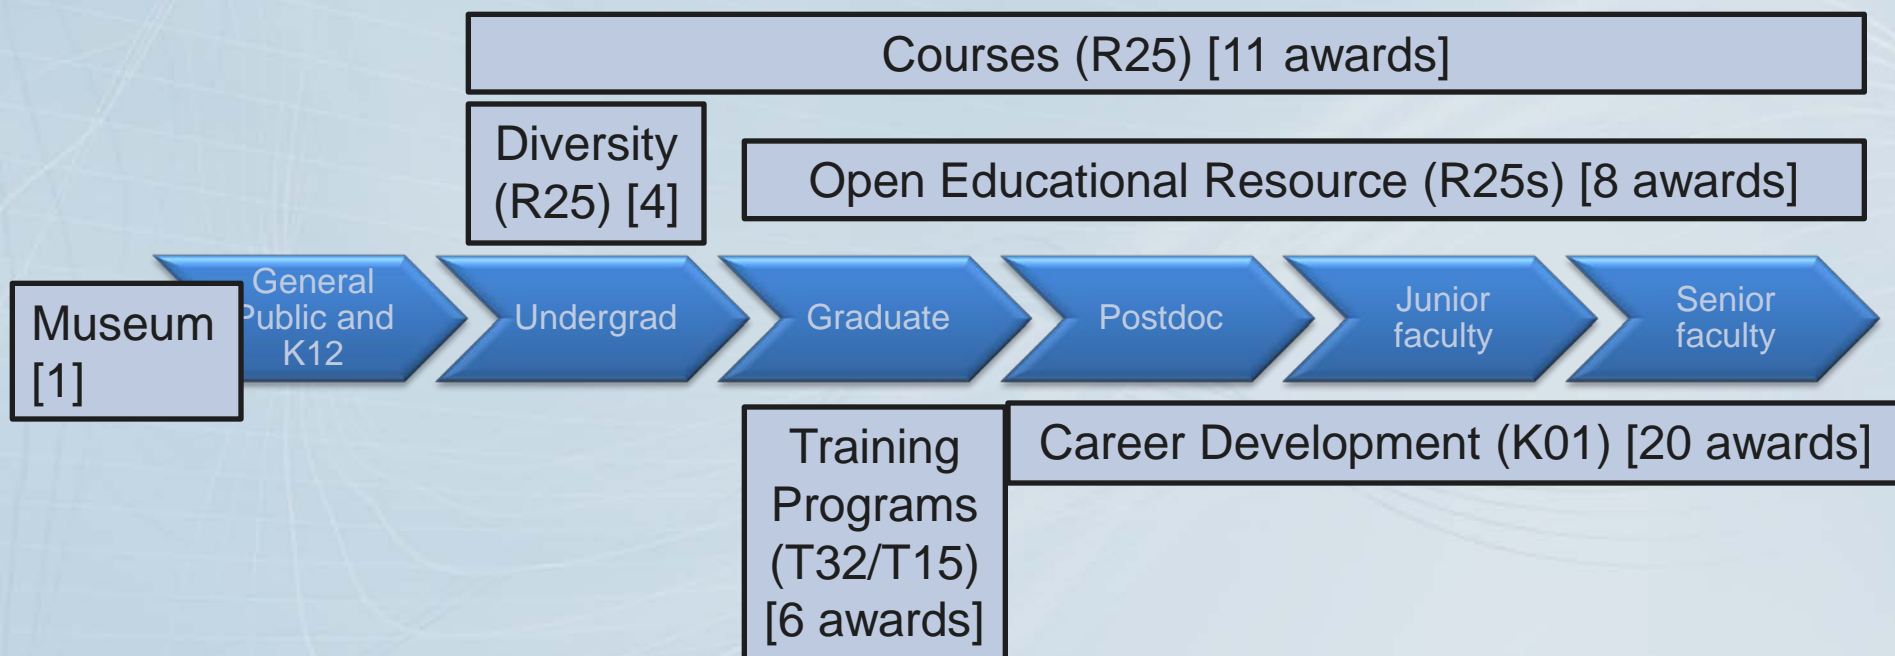 Courses (R25) [11 awards]
Diversity
(R25) [4]
Open Educational Resource (R25s) [8 awards]
Museum
[1]
General
Public and
K12
Undergrad
Graduate
Postdoc
Junior
faculty
Senior
faculty
Training
Programs
(T32/T15)
[6 awards]
Career Development (K01) [20 awards]